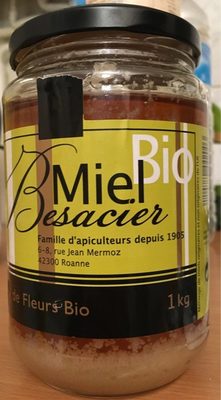 Bio
Miel
Besacier
Famille d'apiculteurs depuis 1905
6-8, rue Jean Mermoz
42300 Roanne
de Fleurs Bio
1 kg